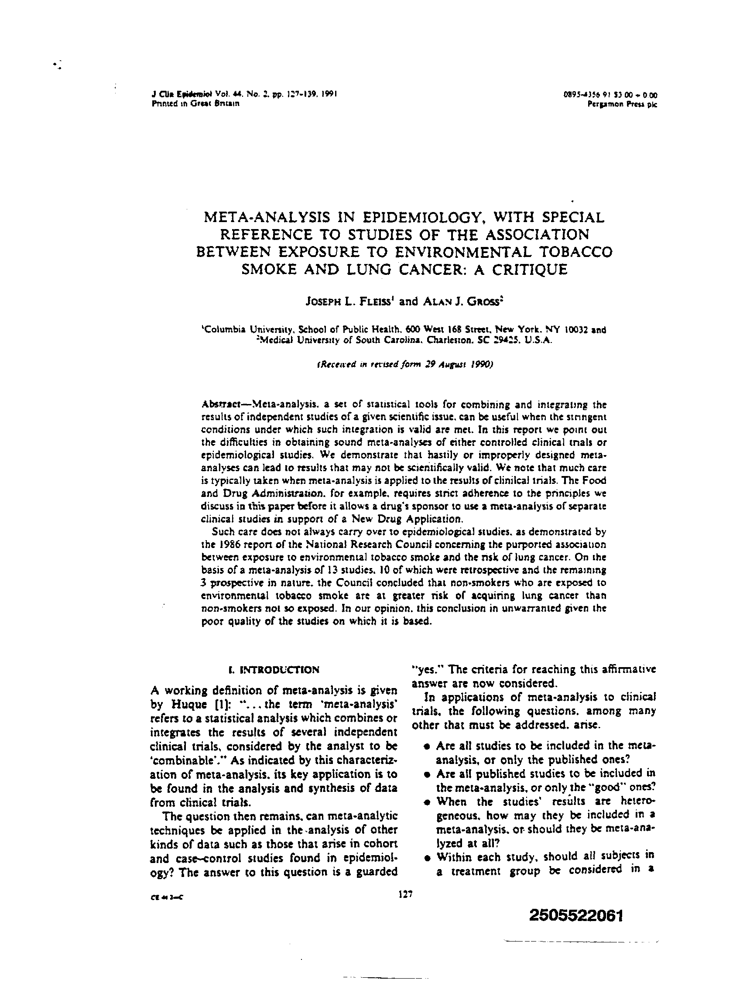 J Clin Epidemiol Vol. 44, No. 2, pp. 127-139, 1991
Printed in Great Britain
0895-4356 91 $3.00 + 0.00
Pergamon Press plc
META-ANALYSIS IN EPIDEMIOLOGY, WITH SPECIAL
REFERENCE TO STUDIES OF THE ASSOCIATION
BETWEEN EXPOSURE TO ENVIRONMENTAL TOBACCO
SMOKE AND LUNG CANCER: A CRITIQUE
JOSEPH L. FLEISS¹ and ALAN J. GROSS²
¹Columbia University, School of Public Health, 600 West 168 Street, New York, NY 10032 and
²Medical University of South Carolina, Charleston, SC 29425, U.S.A.
(Received in revised form 29 August 1990)
Abstract—Meta-analysis, a set of statistical tools for combining and integrating the
results of independent studies of a given scientific issue, can be useful when the stringent
conditions under which such integration is valid are met. In this report we point out
the difficulties in obtaining sound meta-analyses of either controlled clinical trials or
epidemiological studies. We demonstrate that hastily or improperly designed meta-
analyses can lead to results that may not be scientifically valid. We note that much care
is typically taken when meta-analysis is applied to the results of clinilcal trials. The Food
and Drug Administration, for example, requires strict adherence to the principles we
discuss in this paper before it allows a drug's sponsor to use a meta-analysis of separate
clinical studies in support of a New Drug Application.
Such care does not always carry over to epidemiological studies, as demonstrated by
the 1986 report of the National Research Council concerning the purported association
between exposure to environmental tobacco smoke and the risk of lung cancer. On the
basis of a meta-analysis of 13 studies, 10 of which were retrospective and the remaining
3 prospective in nature, the Council concluded that non-smokers who are exposed to
environmental tobacco smoke are at greater risk of acquiring lung cancer than
non-smokers not so exposed. In our opinion, this conclusion in unwarranted given the
poor quality of the studies on which it is based.
I. INTRODUCTION
A working definition of meta-analysis is given
by Huque [1]: "... the term 'meta-analysis'
refers to a statistical analysis which combines or
integrates the results of several independent
clinical trials, considered by the analyst to be
'combinable'." As indicated by this characteriz-
ation of meta-analysis, its key application is to
be found in the analysis and synthesis of data
from clinical trials.
The question then remains, can meta-analytic
techniques be applied in the analysis of other
kinds of data such as those that arise in cohort
and case-control studies found in epidemiol-
ogy? The answer to this question is a guarded
"yes." The criteria for reaching this affirmative
answer are now considered.
In applications of meta-analysis to clinical
trials, the following questions, among many
other that must be addressed, arise.
• Are all studies to be included in the meta-
analysis, or only the published ones?
• Are all published studies to be included in
the meta-analysis, or only the "good" ones?
• When the studies' results are hetero-
geneous, how may they be included in a
meta-analysis, or should they be meta-ana-
lyzed at all?
• Within each study, should all subjects in
a treatment group be considered in a
CE 44 2—C
127
2505522061